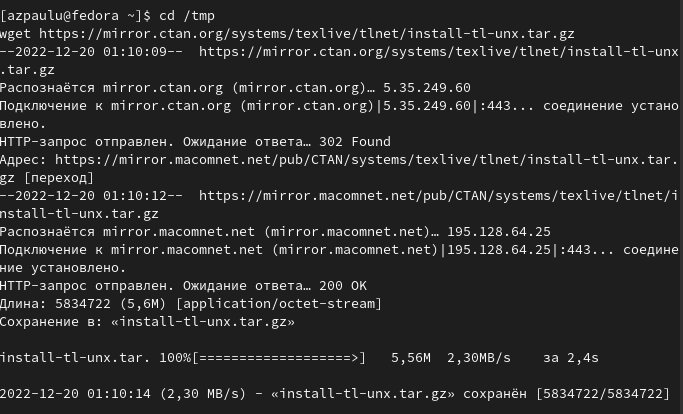 [azpaulu@fedora ~]$ cd /tmp
wget https://mirror.ctan.org/systems/texlive/tlnet/install-tl-unx.tar.gz
--2022-12-20 01:10:09--  https://mirror.ctan.org/systems/texlive/tlnet/install-tl-unx
.tar.gz
Распознаётся mirror.ctan.org (mirror.ctan.org)… 5.35.249.60
Подключение к mirror.ctan.org (mirror.ctan.org)|5.35.249.60|:443... соединение устано
влено.
HTTP-запрос отправлен. Ожидание ответа… 302 Found
Адрес: https://mirror.macomnet.net/pub/CTAN/systems/texlive/tlnet/install-tl-unx.tar.
gz [переход]
--2022-12-20 01:10:12--  https://mirror.macomnet.net/pub/CTAN/systems/texlive/tlnet/i
nstall-tl-unx.tar.gz
Распознаётся mirror.macomnet.net (mirror.macomnet.net)… 195.128.64.25
Подключение к mirror.macomnet.net (mirror.macomnet.net)|195.128.64.25|:443... соедине
ние установлено.
HTTP-запрос отправлен. Ожидание ответа… 200 OK
Длина: 5834722 (5,6M) [application/octet-stream]
Сохранение в: «install-tl-unx.tar.gz»
install-tl-unx.tar. 100%[===================>]   5,56M  2,30MB/s    за 2,4s
2022-12-20 01:10:14 (2,30 MB/s) - «install-tl-unx.tar.gz» сохранён [5834722/5834722]